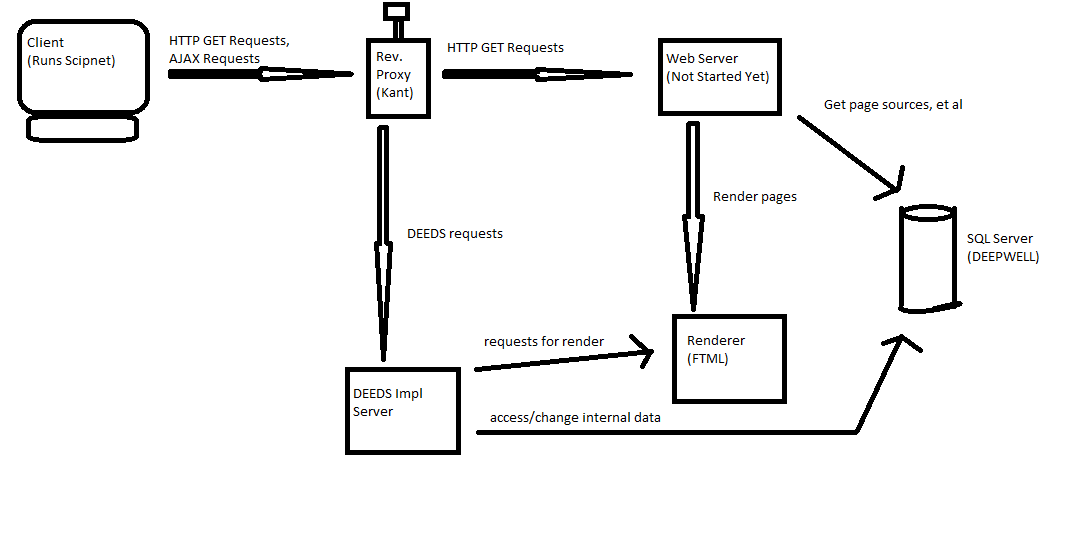 Client
(Runs Scipnet)
HTTP GET Requests,
AJAX Requests
Rev.
Proxy
(Kant)
HTTP GET Requests
Web Server
(Not Started Yet)
Get page sources, et al
Render pages
DEEDS requests
SQL Server
(DEEPWELL)
requests for render
Renderer
(FTML)
DEEDS Impl
Server
access/change internal data